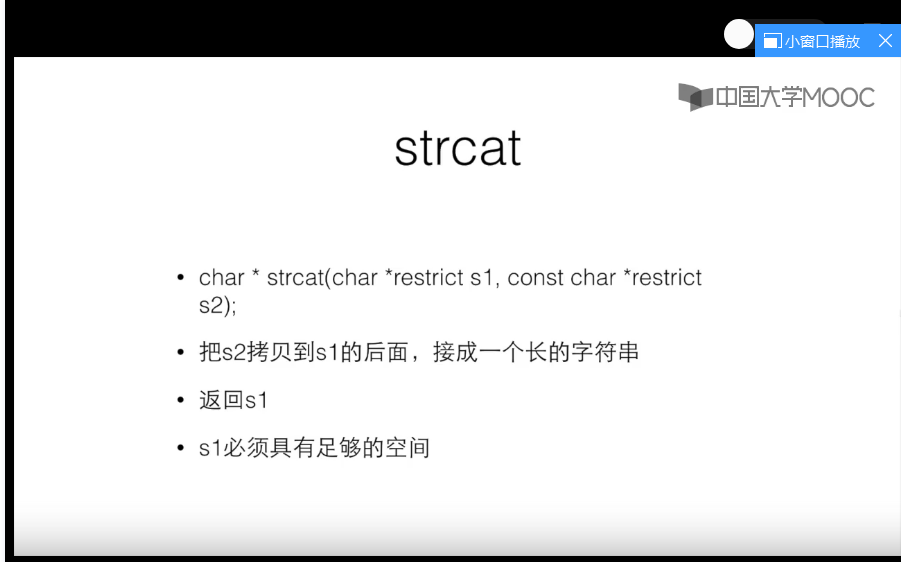 小窗口播放
中国大学MOOC
strcat
• char * strcat(char *restrict s1, const char *restrict
s2);
• 把s2拷贝到s1的后面，接成一个长的字符串
• 返回s1
• s1必须具有足够的空间